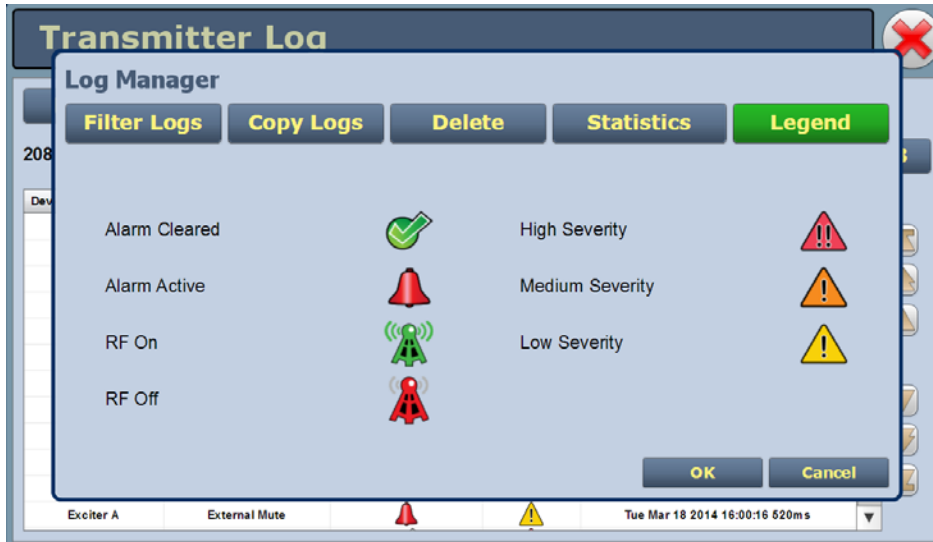 Transmitter Log
Log Manager
Filter Logs Copy Logs Delete Statistics Legend
208
Dev
Alarm Cleared High Severity
Alarm Active Medium Severity
RF On Low Severity
RF Off
OK Cancel
Exciter A External Mute Tue Mar 18 2014 16:00:16 520ms